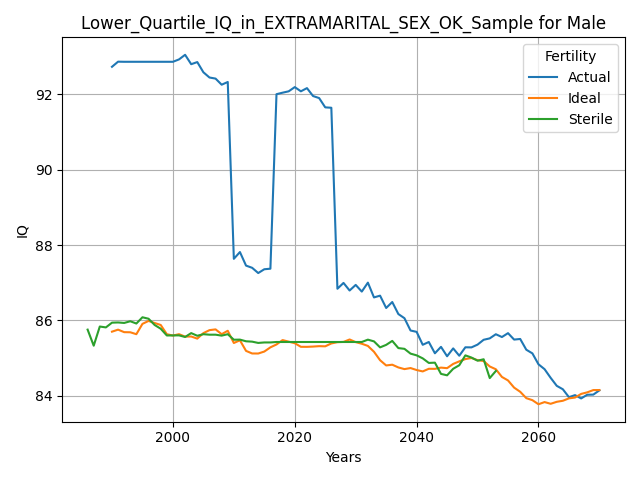 Lower_Quartile_IQ_in_EXTRAMARITAL_SEX_OK_Sample for Male
Fertility
Actual
Ideal
Sterile
IQ
92
90
88
86
84
2000
2020
2040
2060
Years